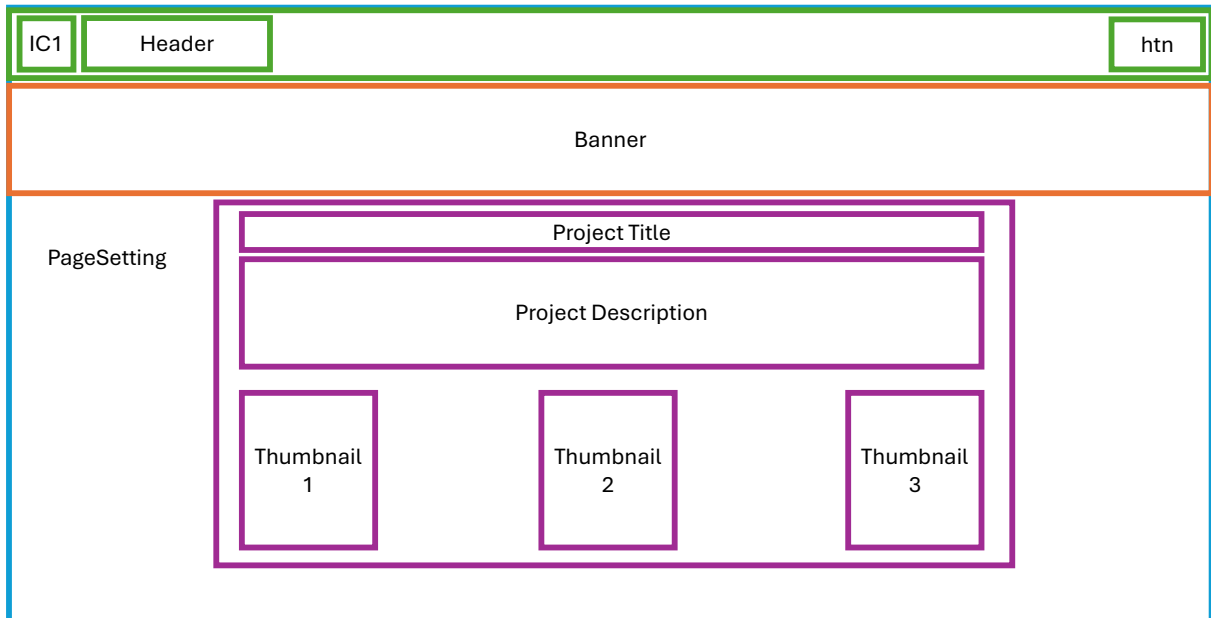 IC1
Header
htn
Banner
PageSetting
Project Title
Project Description
Thumbnail
1
Thumbnail
2
Thumbnail
3